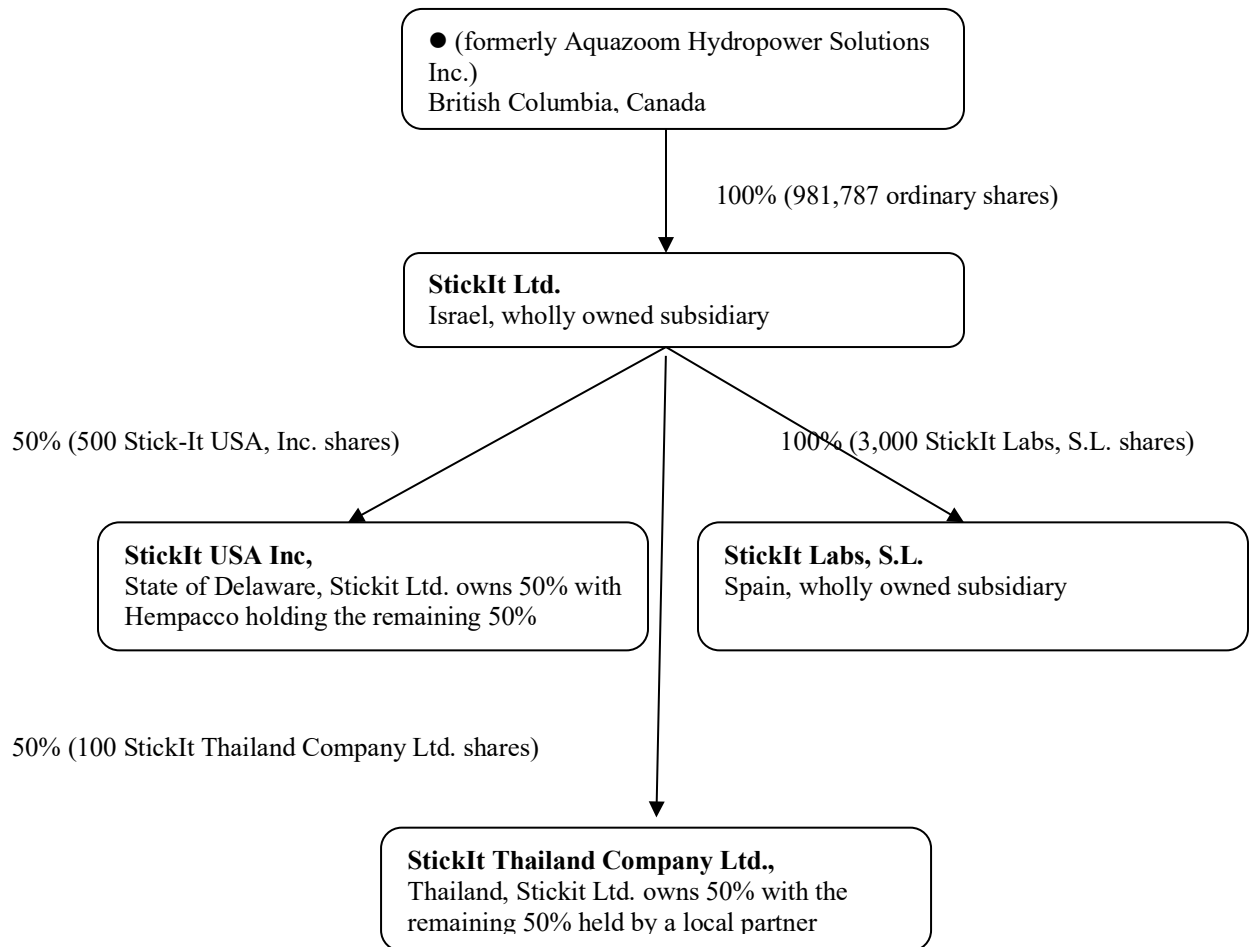 ● (formerly Aquazoom Hydropower Solutions
Inc.)
British Columbia, Canada
100% (981,787 ordinary shares)
StickIt Ltd.
Israel, wholly owned subsidiary
50% (500 Stick-It USA, Inc. shares)
100% (3,000 StickIt Labs, S.L. shares)
StickIt USA Inc,
State of Delaware, Stickit Ltd. owns 50% with
Hempacco holding the remaining 50%
StickIt Labs, S.L.
Spain, wholly owned subsidiary
50% (100 StickIt Thailand Company Ltd. shares)
StickIt Thailand Company Ltd.,
Thailand, Stickit Ltd. owns 50% with the
remaining 50% held by a local partner